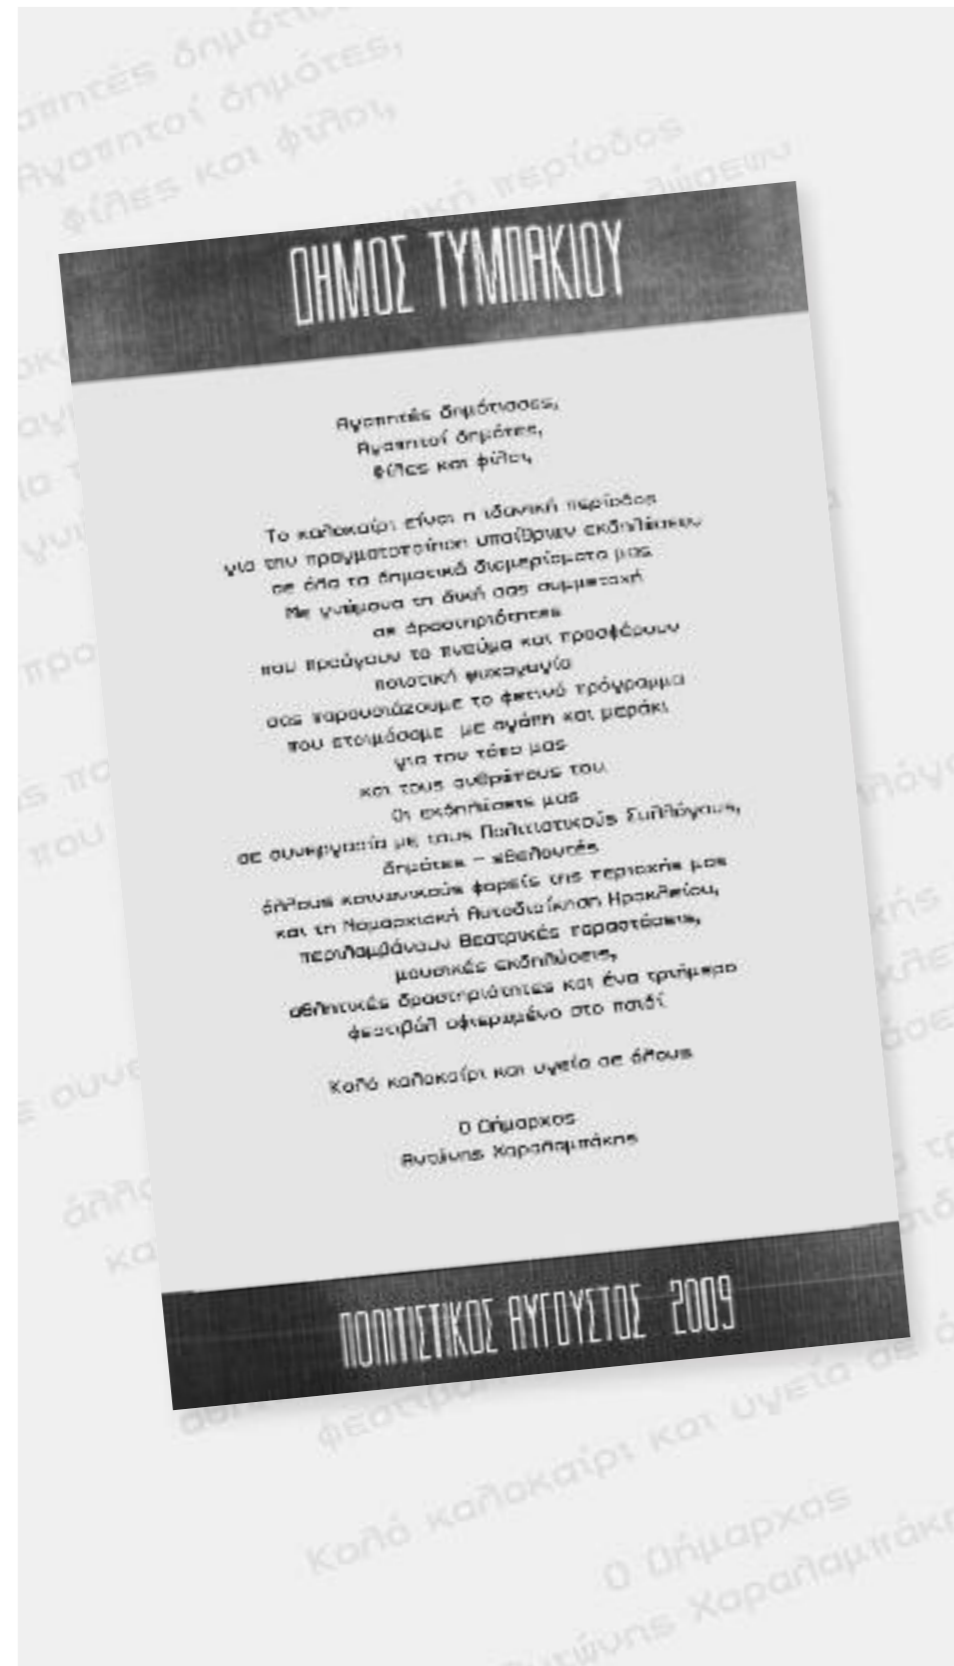 ΔΗΜΟΣ ΤΥΜΠΑΚΙΟΥ
Αγαπητές δημότισσες,
Αγαπητοί δημότες,
Φίλες και φίλοι,
Το καλοκαίρι είναι η ιδανική περίοδος
για την πραγματοποίηση υπαίθριων εκδηλώσεων
σε όλα τα δημοτικά διαμερίσματα μας
Με γνώμονα τη δική σας συμμετοχή
σε δραστηριότητες
που προάγουν το πνεύμα και προσφέρουν
ποιοτική ψυχαγωγία
σας παρουσιάζουμε το φετινό πρόγραμμα
που ετοιμάσαμε με αγάπη και μεράκι
για τον τόπο μας
και τους ανθρώπους του.
Οι εκδηλώσεις μας
σε συνεργασία με τους Πολιτιστικούς Συλλόγους,
δημότες – εθελοντές
άλλους κοινωνικούς φορείς της περιοχής μας
και τη Νομαρχιακή Αυτοδιοίκηση Ηρακλείου,
περιλαμβάνουν θεατρικές παραστάσεις,
μουσικές εκδηλώσεις,
αθλητικές δραστηριότητες και ένα τριήμερο
φεστιβάλ αφιερωμένο στο παιδί.
Καλό καλοκαίρι και υγεία σε όλους
Ο Δήμαρχος
Αντώνης Χαραλαμπάκης
ΠΟΛΙΤΙΣΤΙΚΟΣ ΑΥΓΟΥΣΤΟΣ 2009